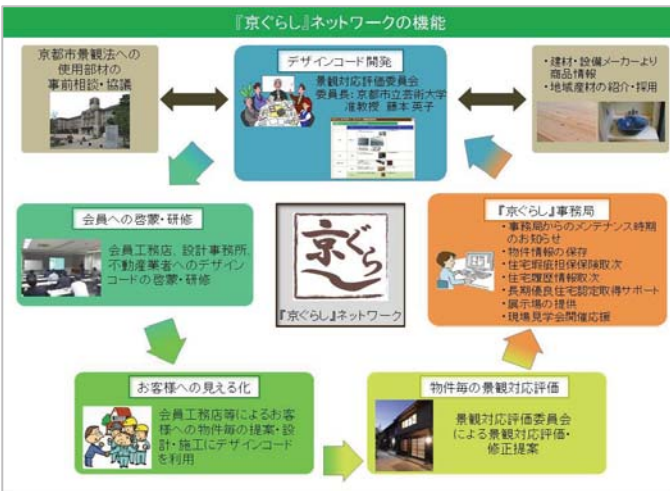 『京ぐらし』ネットワークの機能
京都市景観法への
使用部材の
事前相談・協議
デザインコード開発
景観対応評価委員会
委員長:京都市立芸術大学
准教授 藤本 英子
・建材・設備メーカーより
商品情報
・地域産材の紹介・採用
会員への啓蒙・研修
会員工務店、設計事務所、
不動産業者へのデザイン
コードの啓蒙・研修
京ぐらし
『京ぐらし』ネットワーク
『京ぐらし』事務局
・事務局からのメンテナンス時期
のお知らせ
・物件情報の保存
・住宅瑕疵担保保険取次
・住宅履歴情報取次
・長期優良住宅認定取得サポート
・展示場の提供
・現場見学会開催応援
お客様への見える化
会員工務店等によるお客
様への物件毎の提案・設
計・施工にデザインコード
を利用
物件毎の景観対応評価
景観対応評価委員会
による景観対応評価・
修正提案